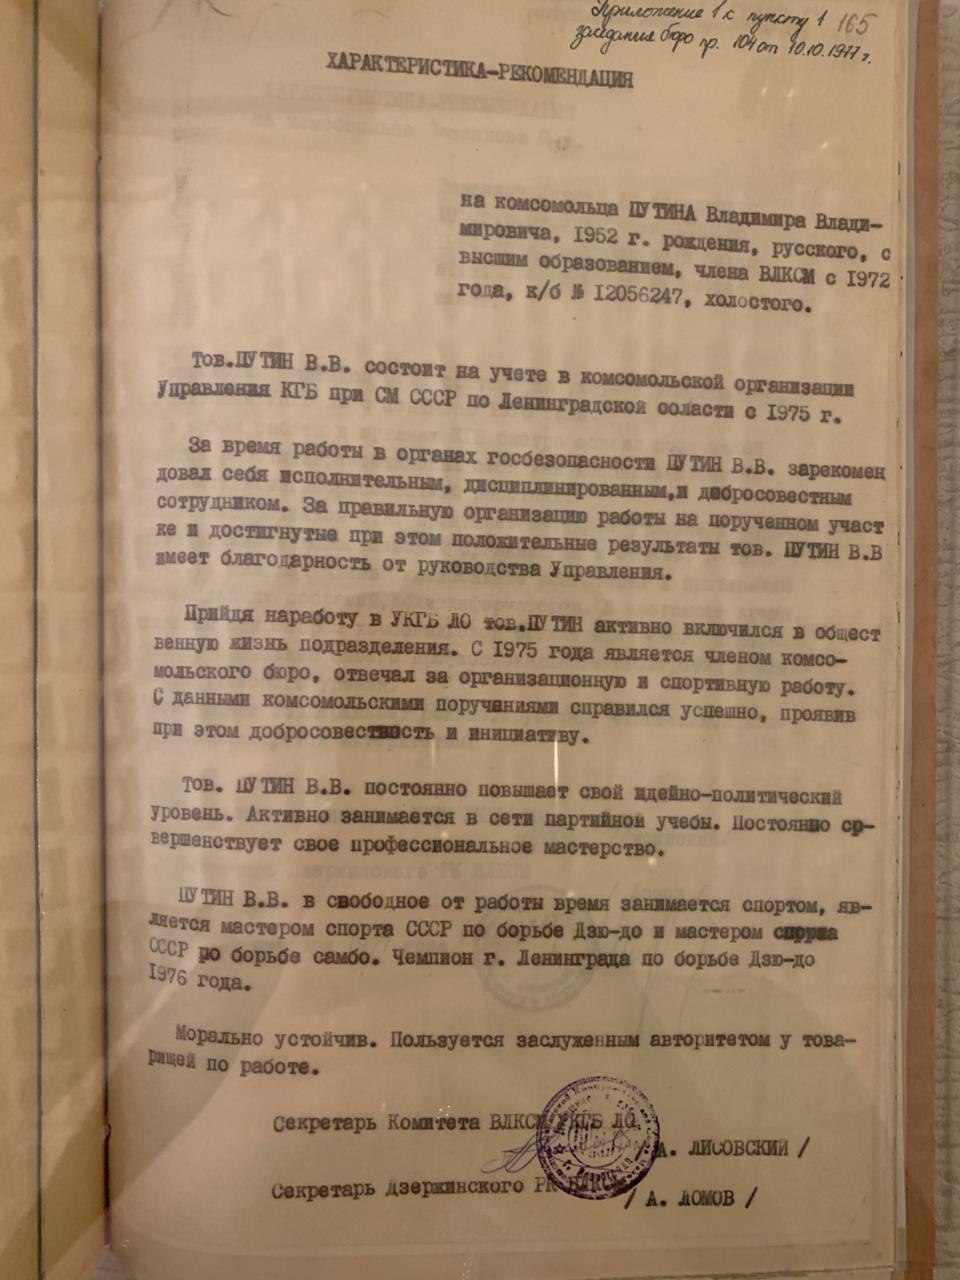 Приложение 1 к пункту 1 165
заседания бюро пр. 104 от 10.10.1977 г.
ХАРАКТЕРИСТИКА-РЕКОМЕНДАЦИЯ
на комсомольца ПУТИНА Владимира Влади-
мировича, 1952 г. рождения, русского, с
высшим образованием, члена ВЛКСМ с 1972
года, к/б № 12056247, холостого.
Тов.ПУТИН В.В. состоит на учете в комсомольской организации
Управления КГБ при СМ СССР по Ленинградской области с 1975 г.
За время работы в органах госбезопасности ПУТИН В.В. зарекомен
довал себя исполнительным, дисциплинированным,и добросовестным
сотрудником. За правильную организацию работы на порученном участ
ке и достигнутые при этом положительные результаты тов. ПУТИН В.В
имеет благодарность от руководства Управления.
Прийдя наработу в УКГБ ЛО тов.ПУТИН активно включился в общест
венную жизнь подразделения. С 1975 года является членом комсо-
мольского бюро, отвечал за организационную и спортивную работу.
С данными комсомольскими поручениями справился успешно, проявив
при этом добросовестность и инициативу.
Тов. ПУТИН В.В. постоянно повышает свой идейно-политический
уровень. Активно занимается в сети партийной учебы. Постоянно ср-
вершенствует свое профессиональное мастерство.
ПУТИН В.В. в свободное от работы время занимается спортом, яв-
ляется мастером спорта СССР по борьбе Дзю-до и мастером спорта
СССР по борьбе самбо. Чемпион г. Ленинграда по борьбе Дзю-до
1976 года.
Морально устойчив. Пользуется заслуженным авторитетом у това-
рищей по работе.
Секретарь Комитета ВЛКСМ УКГБ ЛО
/ А. ЛИСОВСКИЙ /
Секретарь дзержинского РК ВЛКСМ
/ А. ЛОМОВ /